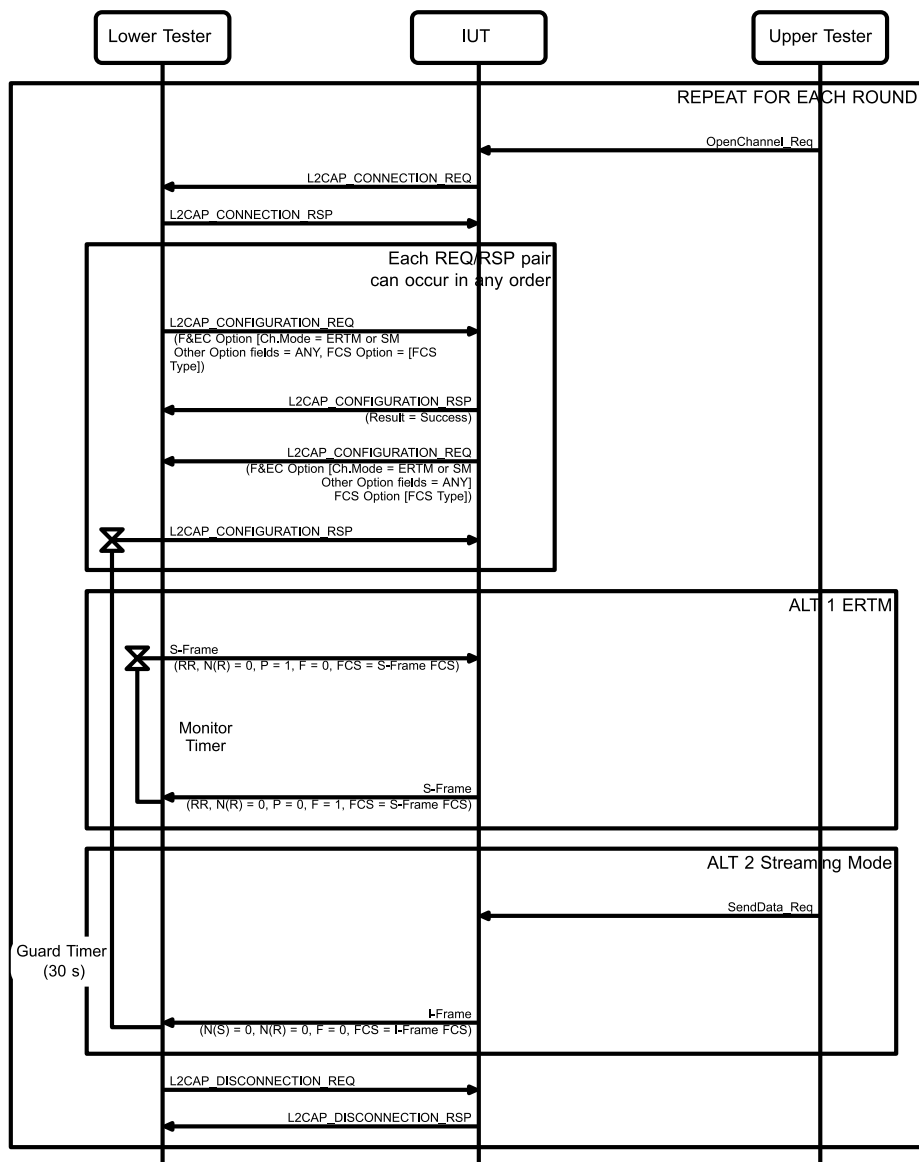 Lower Tester
IUT
Upper Tester
REPEAT FOR EACH ROUND
OpenChannel_Req
L2CAP_CONNECTION_REQ
L2CAP_CONNECTION_RSP
Each REQ/RSP pair
can occur in any order
L2CAP_CONFIGURATION_REQ
(F&EC Option [Ch.Mode = ERTM or SM
Other Option fields = ANY, FCS Option = [FCS
Type])
L2CAP_CONFIGURATION_RSP
(Result = Success)
L2CAP_CONFIGURATION_REQ
(F&EC Option [Ch.Mode = ERTM or SM
Other Option fields = ANY]
FCS Option [FCS Type])
L2CAP_CONFIGURATION_RSP
ALT 1 ERTM
S-Frame
(RR, N(R) = 0, P = 1, F = 0, FCS = S-Frame FCS)
Monitor
Timer
S-Frame
(RR, N(R) = 0, P = 0, F = 1, FCS = S-Frame FCS)
ALT 2 Streaming Mode
SendData_Req
Guard Timer
(30 s)
I-Frame
(N(S) = 0, N(R) = 0, F = 0, FCS = I-Frame FCS)
L2CAP_DISCONNECTION_REQ
L2CAP_DISCONNECTION_RSP